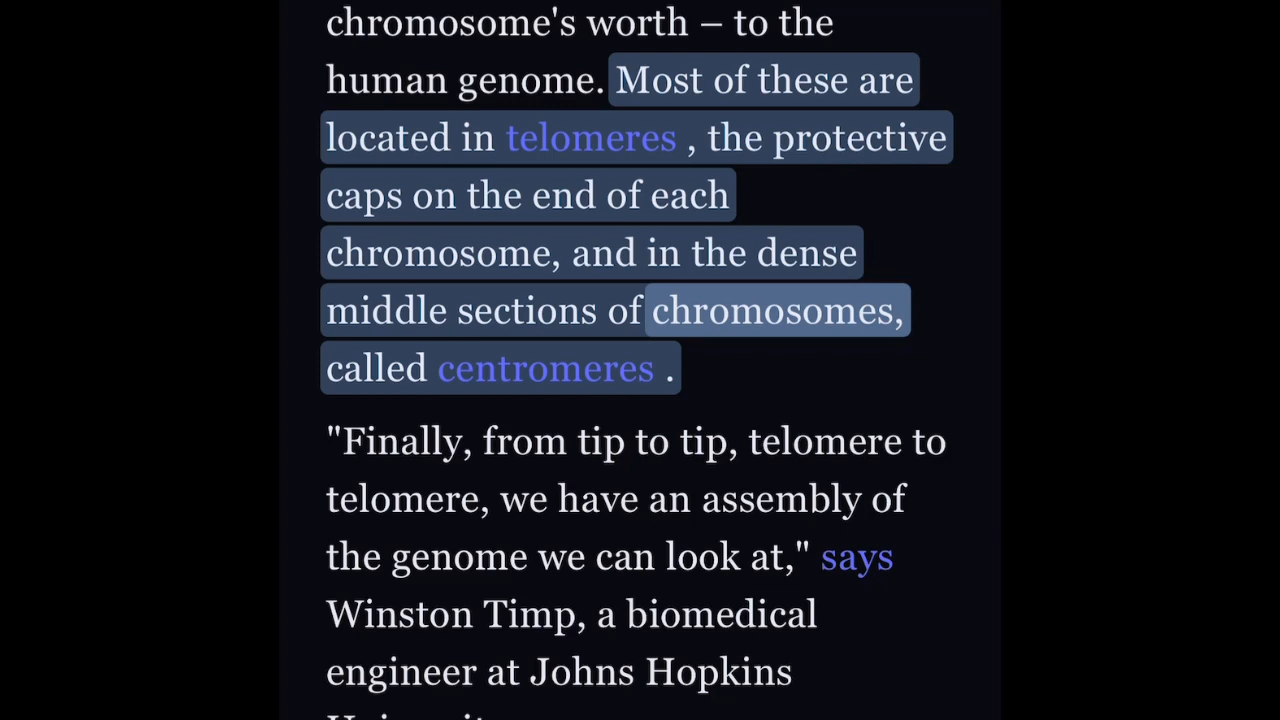 chromosome's worth – to the
human genome. Most of these are
located in telomeres , the protective
caps on the end of each
chromosome, and in the dense
middle sections of chromosomes,
called centromeres .
"Finally, from tip to tip, telomere to
telomere, we have an assembly of
the genome we can look at," says
Winston Timp, a biomedical
engineer at Johns Hopkins